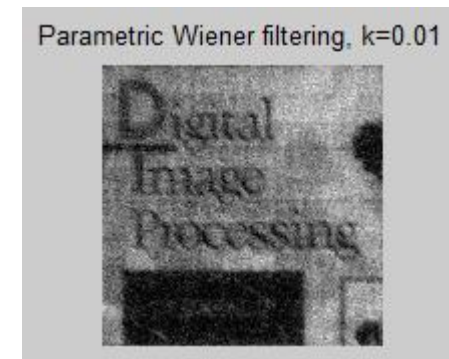 Parametric Wiener filtering, k=0.01
Digital
Image
Processing